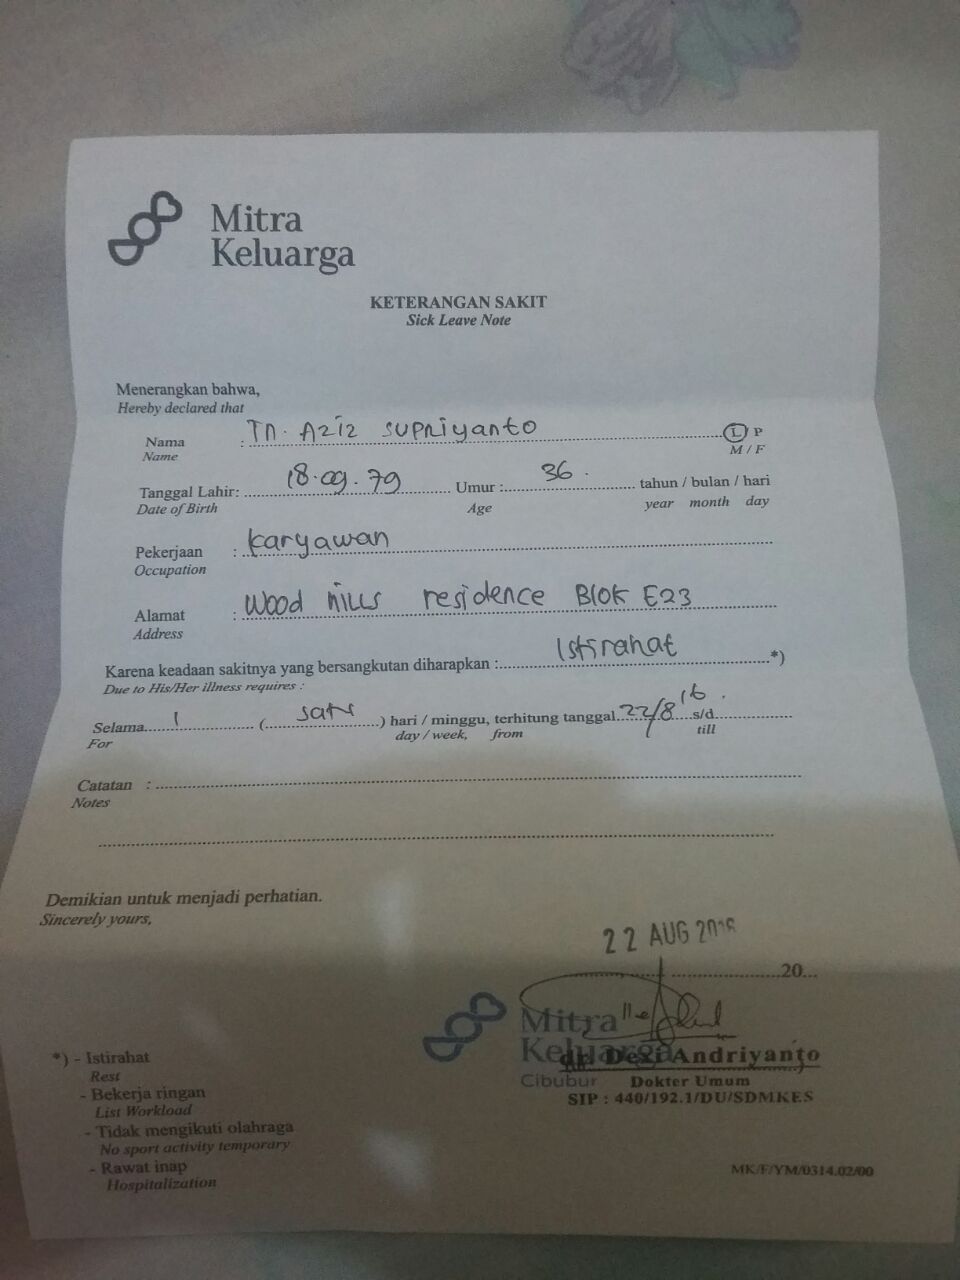 Mitra
Keluarga
KETERANGAN SAKIT
Sick Leave Note
Menerangkan bahwa,
Hereby declared that
Nama : Tn. Aziz Supriyanto L P
Name M / F
Tanggal Lahir: 18.09.79 Umur : 36. tahun / bulan / hari
Date of Birth Age year month day
Pekerjaan : karyawan
Occupation
Alamat : Wood hills residence Blok E23
Address
Karena keadaan sakitnya yang bersangkutan diharapkan : Istirahat *)
Due to His/Her illness requires :
Selama 1 (satu) hari / minggu, terhitung tanggal 22/8 16. s/d
For day / week, from till
Catatan :
Notes
Demikian untuk menjadi perhatian.
Sincerely yours,
22 AUG 2016
20
Mitra
Keluarga
Cibubur
dr. Dezi Andriyanto
Dokter Umum
SIP : 440/192.1/DU/SDMKES
*) - Istirahat
Rest
- Bekerja ringan
List Workload
- Tidak mengikuti olahraga
No sport activity temporary
- Rawat inap
Hospitalization
MK/F/YM/0314.02/00